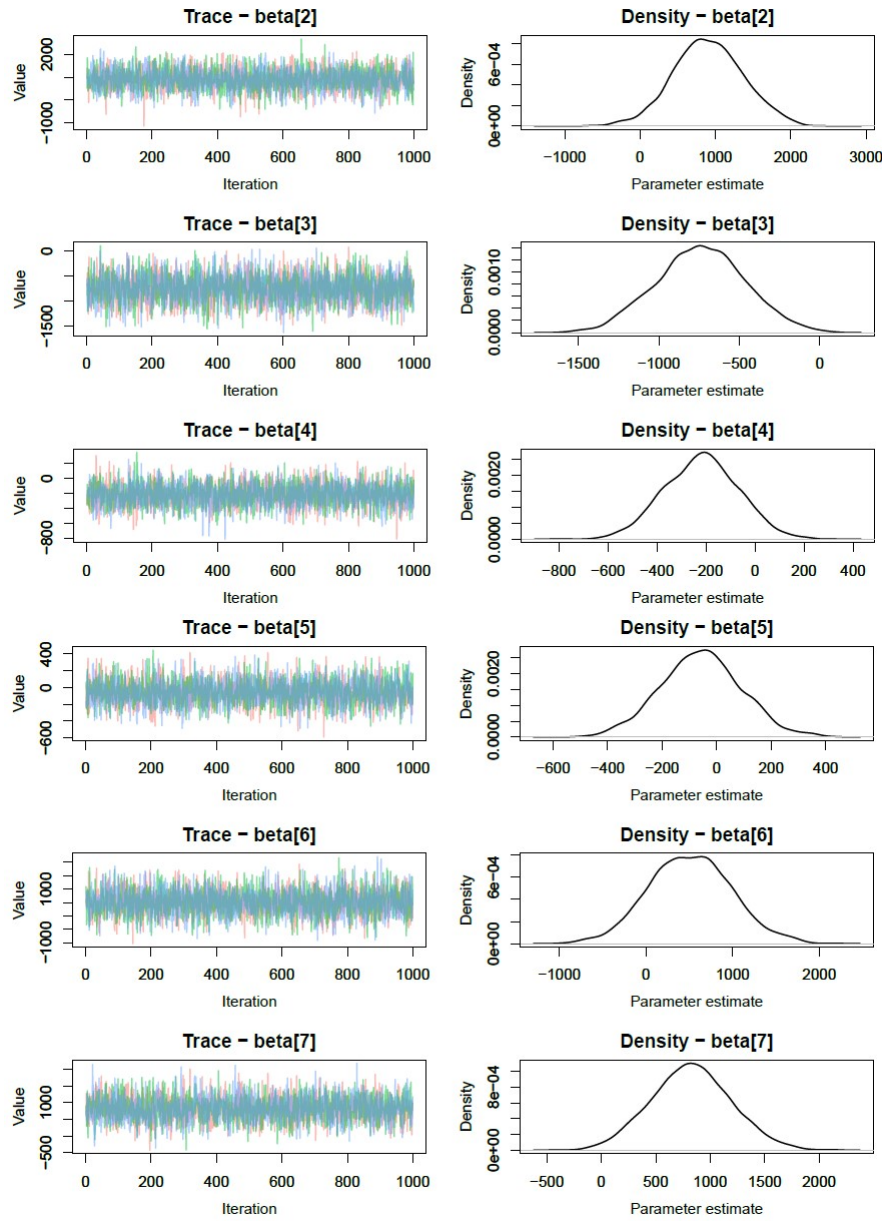 Trace − beta[2]
Value
2000
−1000
0 200 400 600 800 1000
Iteration
Density − beta[2]
Density
6e−04
0e+00
−1000 0 1000 2000 3000
Parameter estimate
Trace − beta[3]
Value
0
−1500
0 200 400 600 800 1000
Iteration
Density − beta[3]
Density
0.0010
0.0000
−1500 −1000 −500 0
Parameter estimate
Trace − beta[4]
Value
0
−800
0 200 400 600 800 1000
Iteration
Density − beta[4]
Density
0.0020
0.0000
−800 −600 −400 −200 0 200 400
Parameter estimate
Trace − beta[5]
Value
400
0
−600
0 200 400 600 800 1000
Iteration
Density − beta[5]
Density
0.0020
0.0000
−600 −400 −200 0 200 400
Parameter estimate
Trace − beta[6]
Value
1000
−1000
0 200 400 600 800 1000
Iteration
Density − beta[6]
Density
6e−04
0e+00
−1000 0 1000 2000
Parameter estimate
Trace − beta[7]
Value
1000
−500
0 200 400 600 800 1000
Iteration
Density − beta[7]
Density
8e−04
0e+00
−500 0 500 1000 1500 2000
Parameter estimate